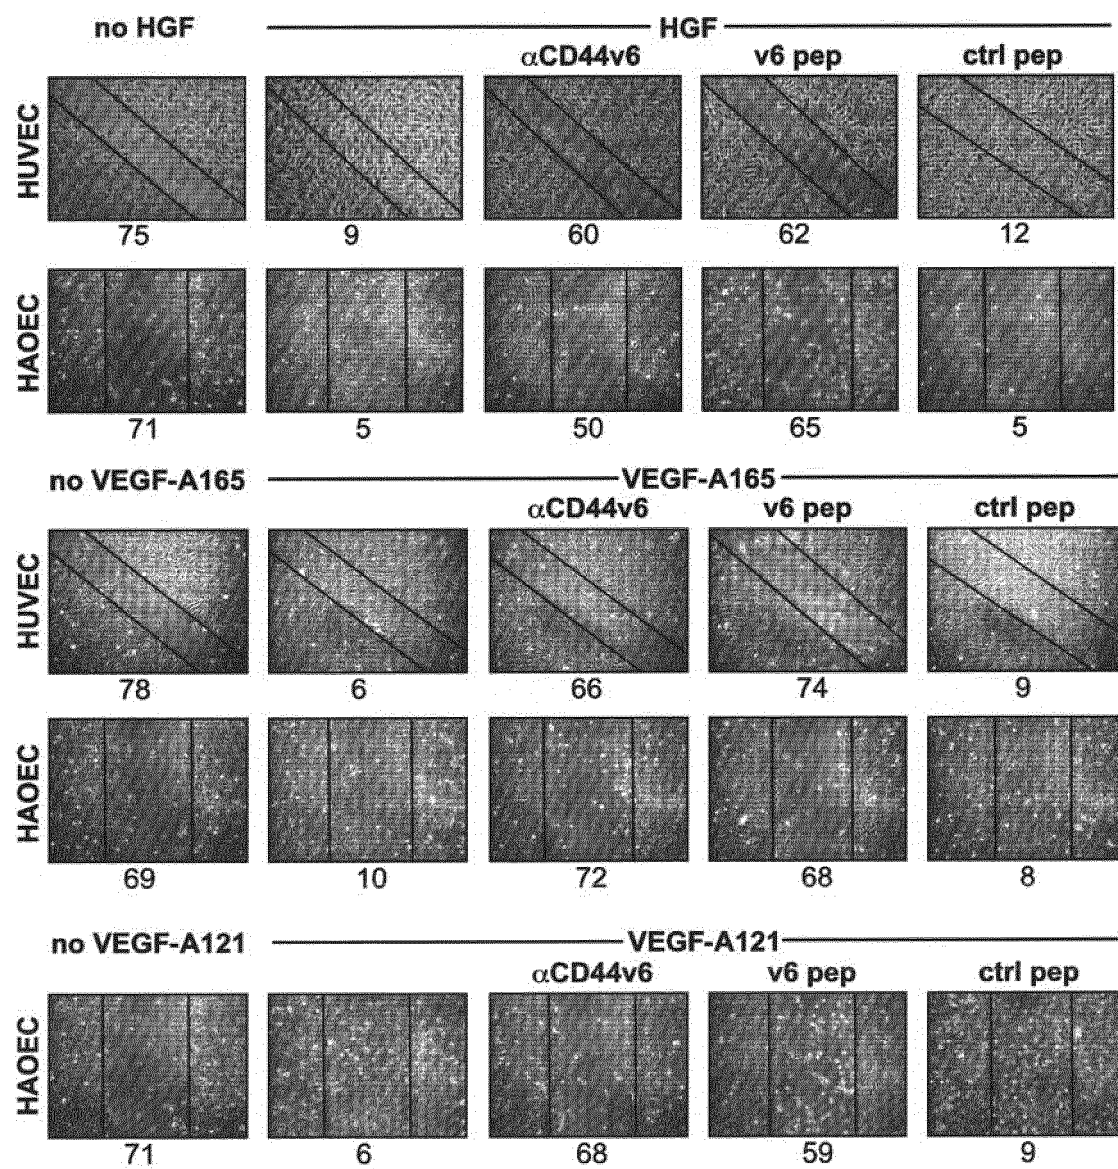 no HGF HGF
αCD44v6 v6 pep ctrl pep
HUVEC
75 9 60 62 12
HAOEC
71 5 50 65 5
no VEGF-A165 VEGF-A165
αCD44v6 v6 pep ctrl pep
HUVEC
78 6 66 74 9
HAOEC
69 10 72 68 8
no VEGF-A121 VEGF-A121
αCD44v6 v6 pep ctrl pep
HAOEC
71 6 68 59 9